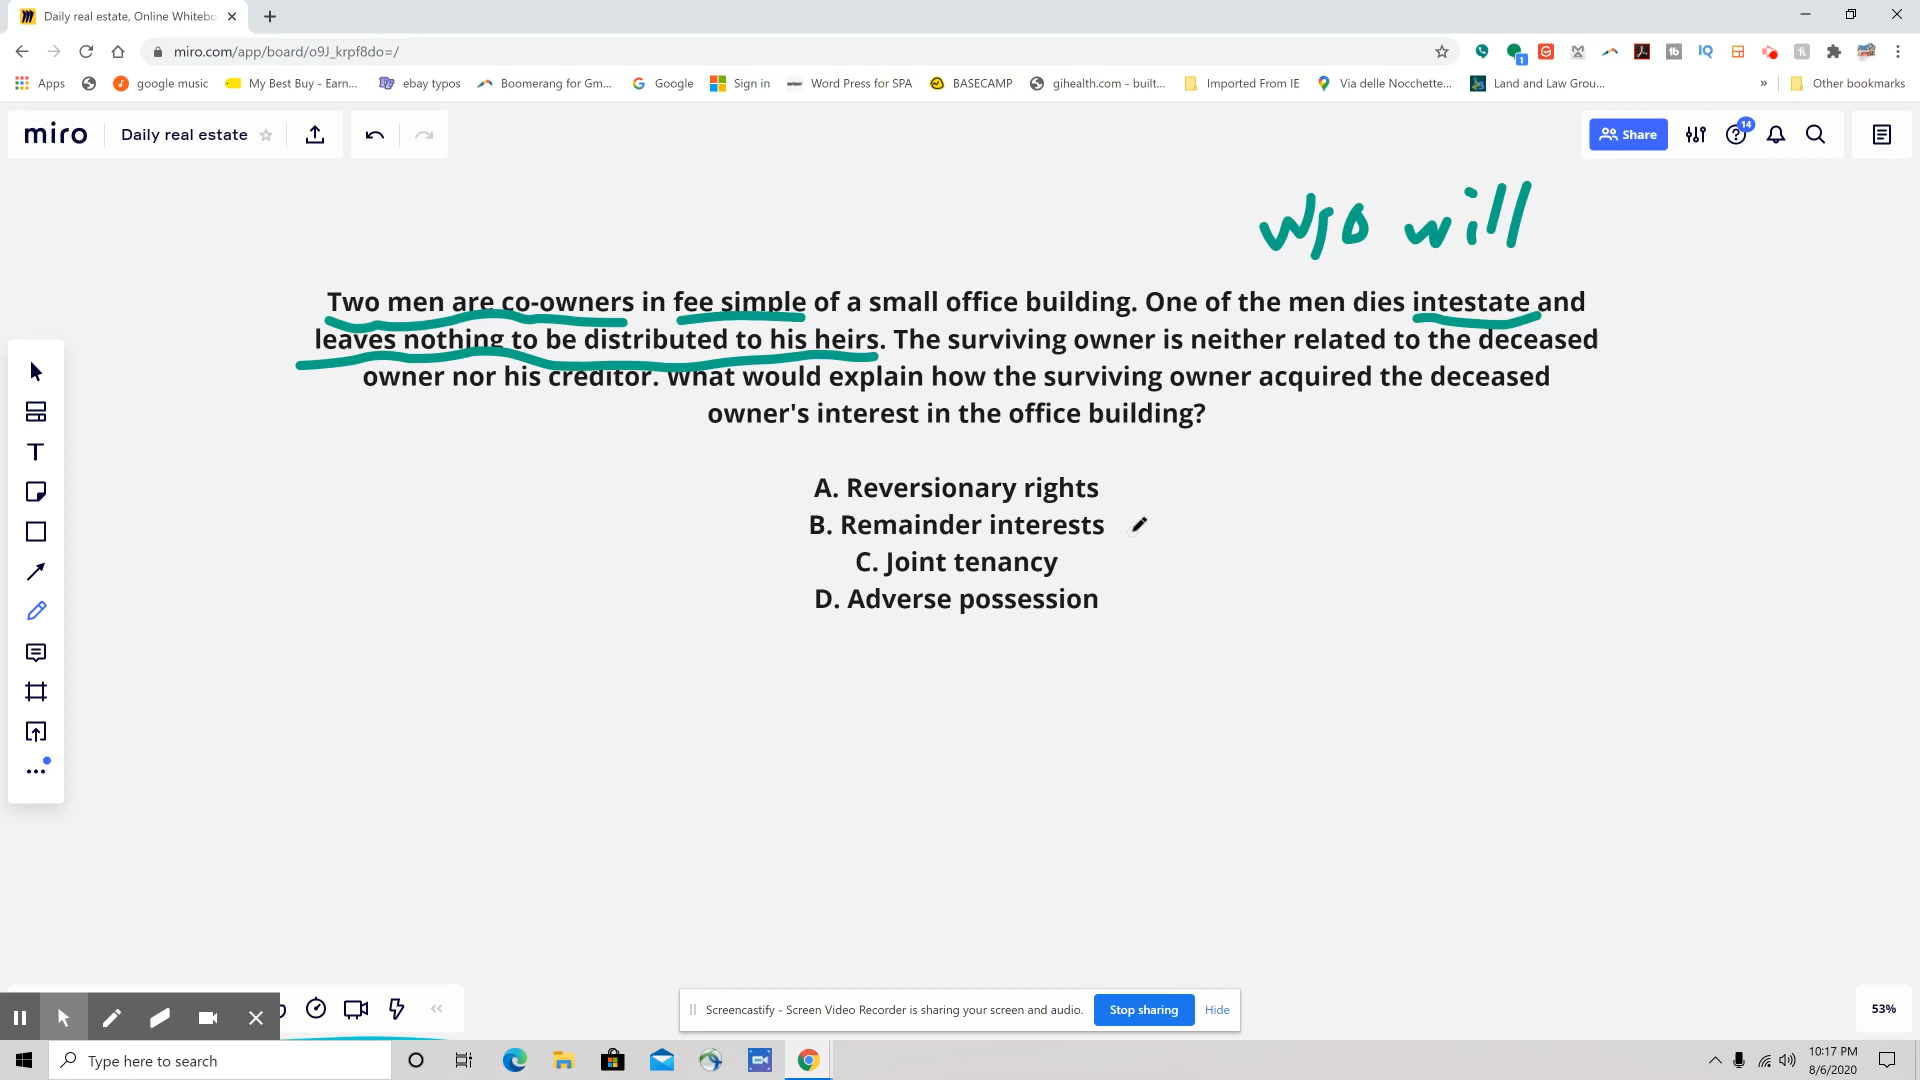 Daily real estate, Online Whitebo
miro.com/app/board/o9J_krpf8do=/
Apps google music My Best Buy - Earn... ebay typos Boomerang for Gm... Google Sign in Word Press for SPA BASECAMP gihealth.com - built... Imported From IE Via delle Nocchette... Land and Law Grou... » Other bookmarks
miro Daily real estate Share 14
w/o will
Two men are co-owners in fee simple of a small office building. One of the men dies intestate and
leaves nothing to be distributed to his heirs. The surviving owner is neither related to the deceased
owner nor his creditor. What would explain how the surviving owner acquired the deceased
owner's interest in the office building?
A. Reversionary rights
B. Remainder interests
C. Joint tenancy
D. Adverse possession
Screencastify - Screen Video Recorder is sharing your screen and audio. Stop sharing Hide
53%
Type here to search
10:17 PM
8/6/2020